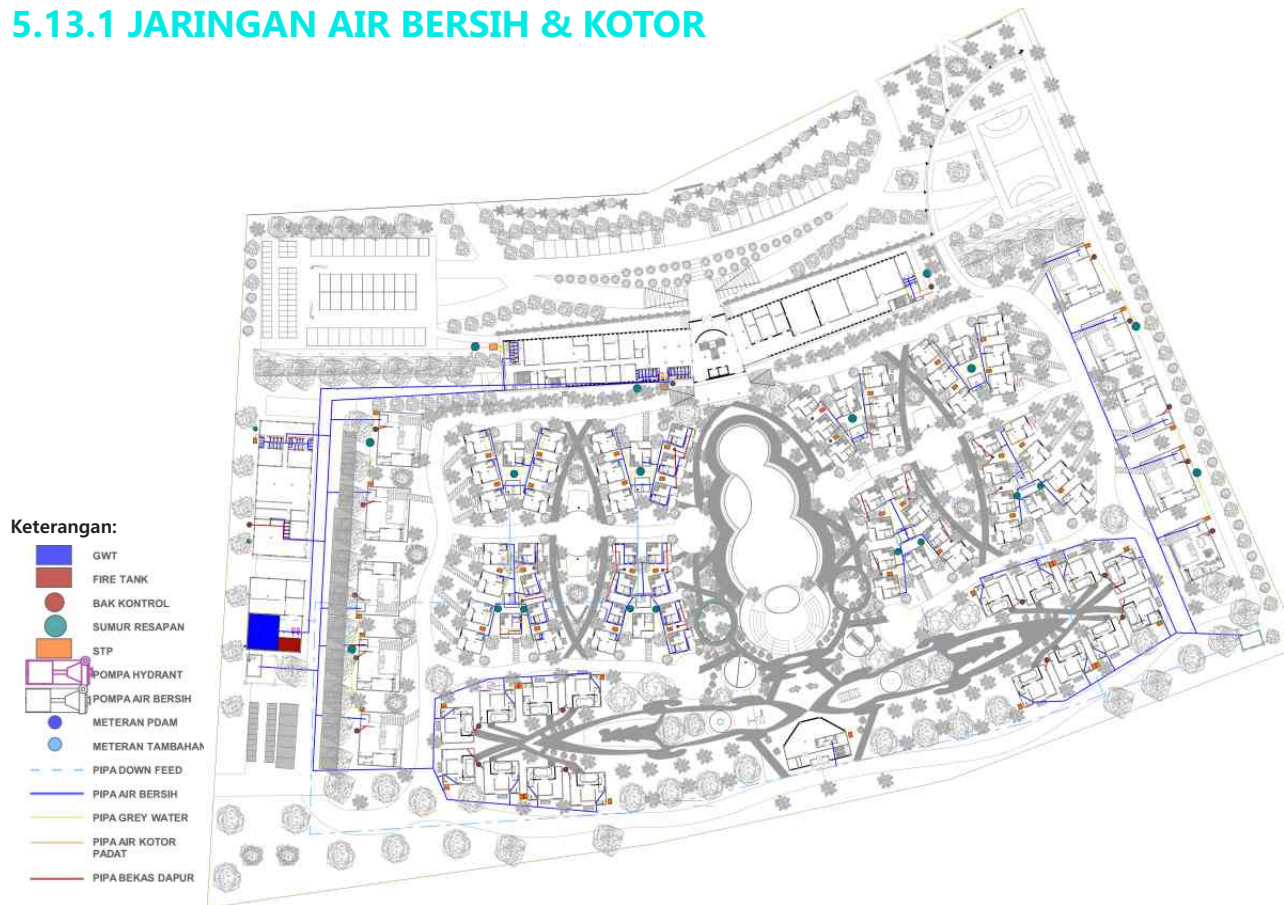 5.13.1 JARINGAN AIR BERSIH & KOTOR
Keterangan:
GWT
FIRE TANK
BAK KONTROL
SUMUR RESAPAN
STP
POMPA HYDRANT
POMPA AIR BERSIH
METERAN PDAM
METERAN TAMBAHAN
PIPA DOWN FEED
PIPA AIR BERSIH
PIPA GREY WATER
PIPA AIR KOTOR
PADAT
PIPA BEKAS DAPUR